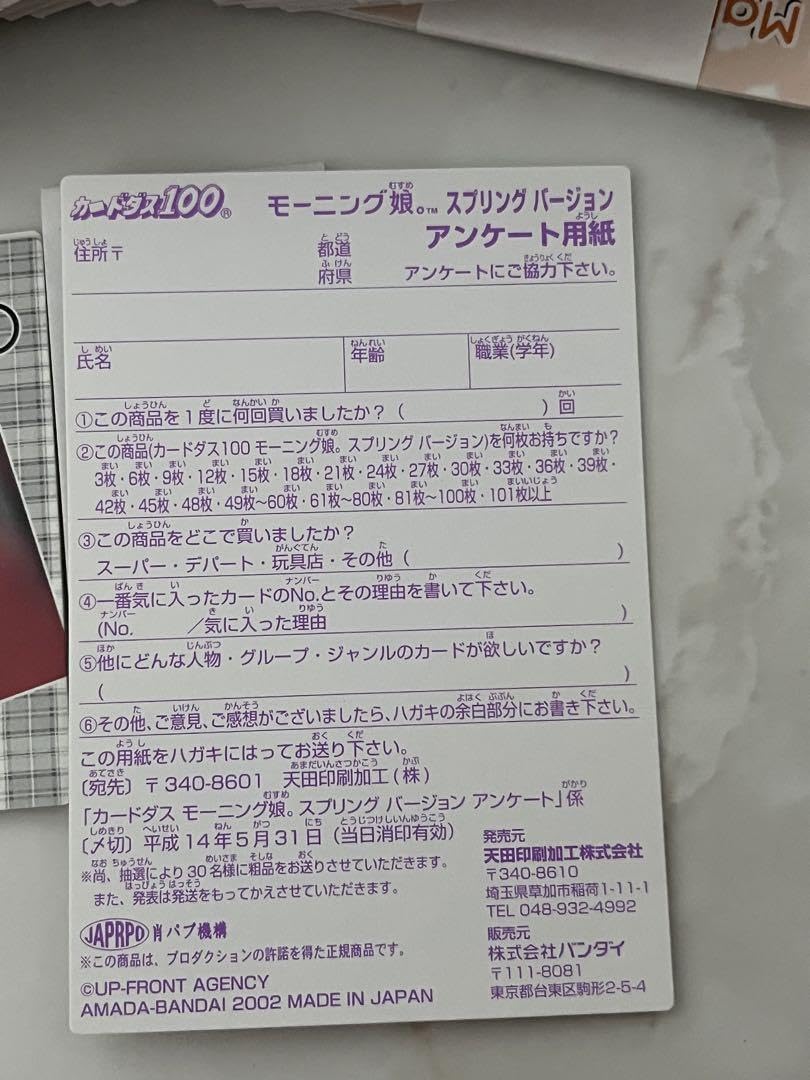 カードダス100®
モーニング娘。™ スプリング バージョン
アンケート用紙
アンケートにご協力下さい。
住所〒 都道府県
氏名 年齢 職業(学年)
①この商品を1度に何回買いましたか?( )回
②この商品(カードダス100 モーニング娘。スプリング バージョン)を何枚お持ちですか?
3枚・6枚・9枚・12枚・15枚・18枚・21枚・24枚・27枚・30枚・33枚・36枚・39枚・
42枚・45枚・48枚・49枚〜60枚・61枚〜80枚・81枚〜100枚・101枚以上
③この商品をどこで買いましたか?
スーパー・デパート・玩具店・その他( )
④一番気に入ったカードのNo.とその理由を書いて下さい。
(No. /気に入った理由 )
⑤他にどんな人物・グループ・ジャンルのカードが欲しいですか?
( )
⑥その他、ご意見、ご感想がございましたら、ハガキの余白部分にお書き下さい。
この用紙をハガキにはってお送り下さい。
〔宛先〕〒340-8601 天田印刷加工(株)
「カードダス モーニング娘。スプリング バージョン アンケート」係
〔〆切〕平成14年5月31日(当日消印有効)
※尚、抽選により30名様に粗品をお送りさせていただきます。
また、発表は発送をもってかえさせていただきます。
JAPRPO 肖パブ機構
※この商品は、プロダクションの許諾を得た正規商品です。
©UP-FRONT AGENCY
AMADA-BANDAI 2002 MADE IN JAPAN
発売元
天田印刷加工株式会社
〒340-8610
埼玉県草加市稲荷1-11-1
TEL 048-932-4992
販売元
株式会社バンダイ
〒111-8081
東京都台東区駒形2-5-4